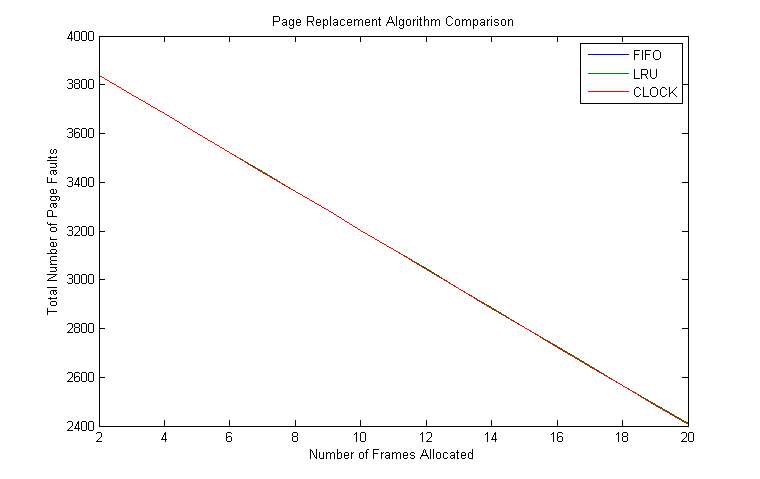 Page Replacement Algorithm Comparison
4000
3800
3600
3400
3200
3000
2800
2600
2400
Total Number of Page Faults
FIFO
LRU
CLOCK
2 4 6 8 10 12 14 16 18 20
Number of Frames Allocated